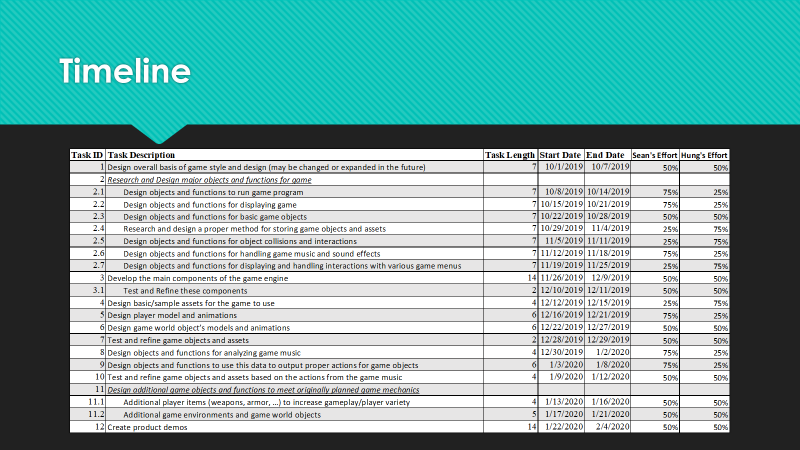 Timeline
Task ID Task Description Task Length Start Date End Date Sean's Effort Hung's Effort
1 Design overall basis of game style and design (may be changed or expanded in the future) 7 10/1/2019 10/7/2019 50% 50%
2 Research and Design major objects and functions for game
2.1 Design objects and functions to run game program 7 10/8/2019 10/14/2019 75% 25%
2.2 Design objects and functions for displaying game 7 10/15/2019 10/21/2019 75% 25%
2.3 Design objects and functions for basic game objects 7 10/22/2019 10/28/2019 50% 50%
2.4 Research and design a proper method for storing game objects and assets 7 10/29/2019 11/4/2019 25% 75%
2.5 Design objects and functions for object collisions and interactions 7 11/5/2019 11/11/2019 25% 75%
2.6 Design objects and functions for handling game music and sound effects 7 11/12/2019 11/18/2019 75% 25%
2.7 Design objects and functions for displaying and handling interactions with various game menus 7 11/19/2019 11/25/2019 25% 75%
3 Develop the main components of the game engine 14 11/26/2019 12/9/2019 50% 50%
3.1 Test and Refine these components 2 12/10/2019 12/11/2019 50% 50%
4 Design basic/sample assets for the game to use 4 12/12/2019 12/15/2019 25% 75%
5 Design player model and animations 6 12/16/2019 12/21/2019 75% 25%
6 Design game world object's models and animations 6 12/22/2019 12/27/2019 50% 50%
7 Test and refine game objects and assets 2 12/28/2019 12/29/2019 50% 50%
8 Design objects and functions for analyzing game music 4 12/30/2019 1/2/2020 75% 25%
9 Design objects and functions to use this data to output proper actions for game objects 6 1/3/2020 1/8/2020 75% 25%
10 Test and refine game objects and assets based on the actions from the game music 4 1/9/2020 1/12/2020 50% 50%
11 Design additional game objects and functions to meet originally planned game mechanics
11.1 Additional player items (weapons, armor, ...) to increase gameplay/player variety 4 1/13/2020 1/16/2020 50% 50%
11.2 Additional game environments and game world objects 5 1/17/2020 1/21/2020 50% 50%
12 Create product demos 14 1/22/2020 2/4/2020 50% 50%